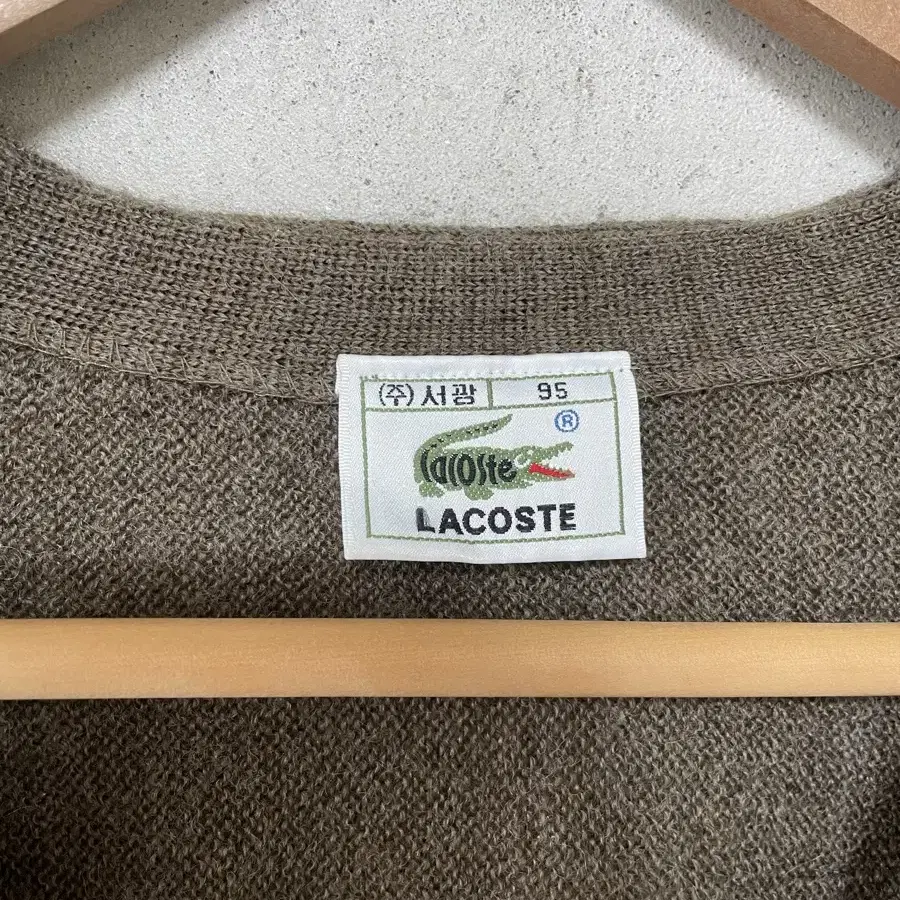 (주)서광 95
®
Lacoste
LACOSTE